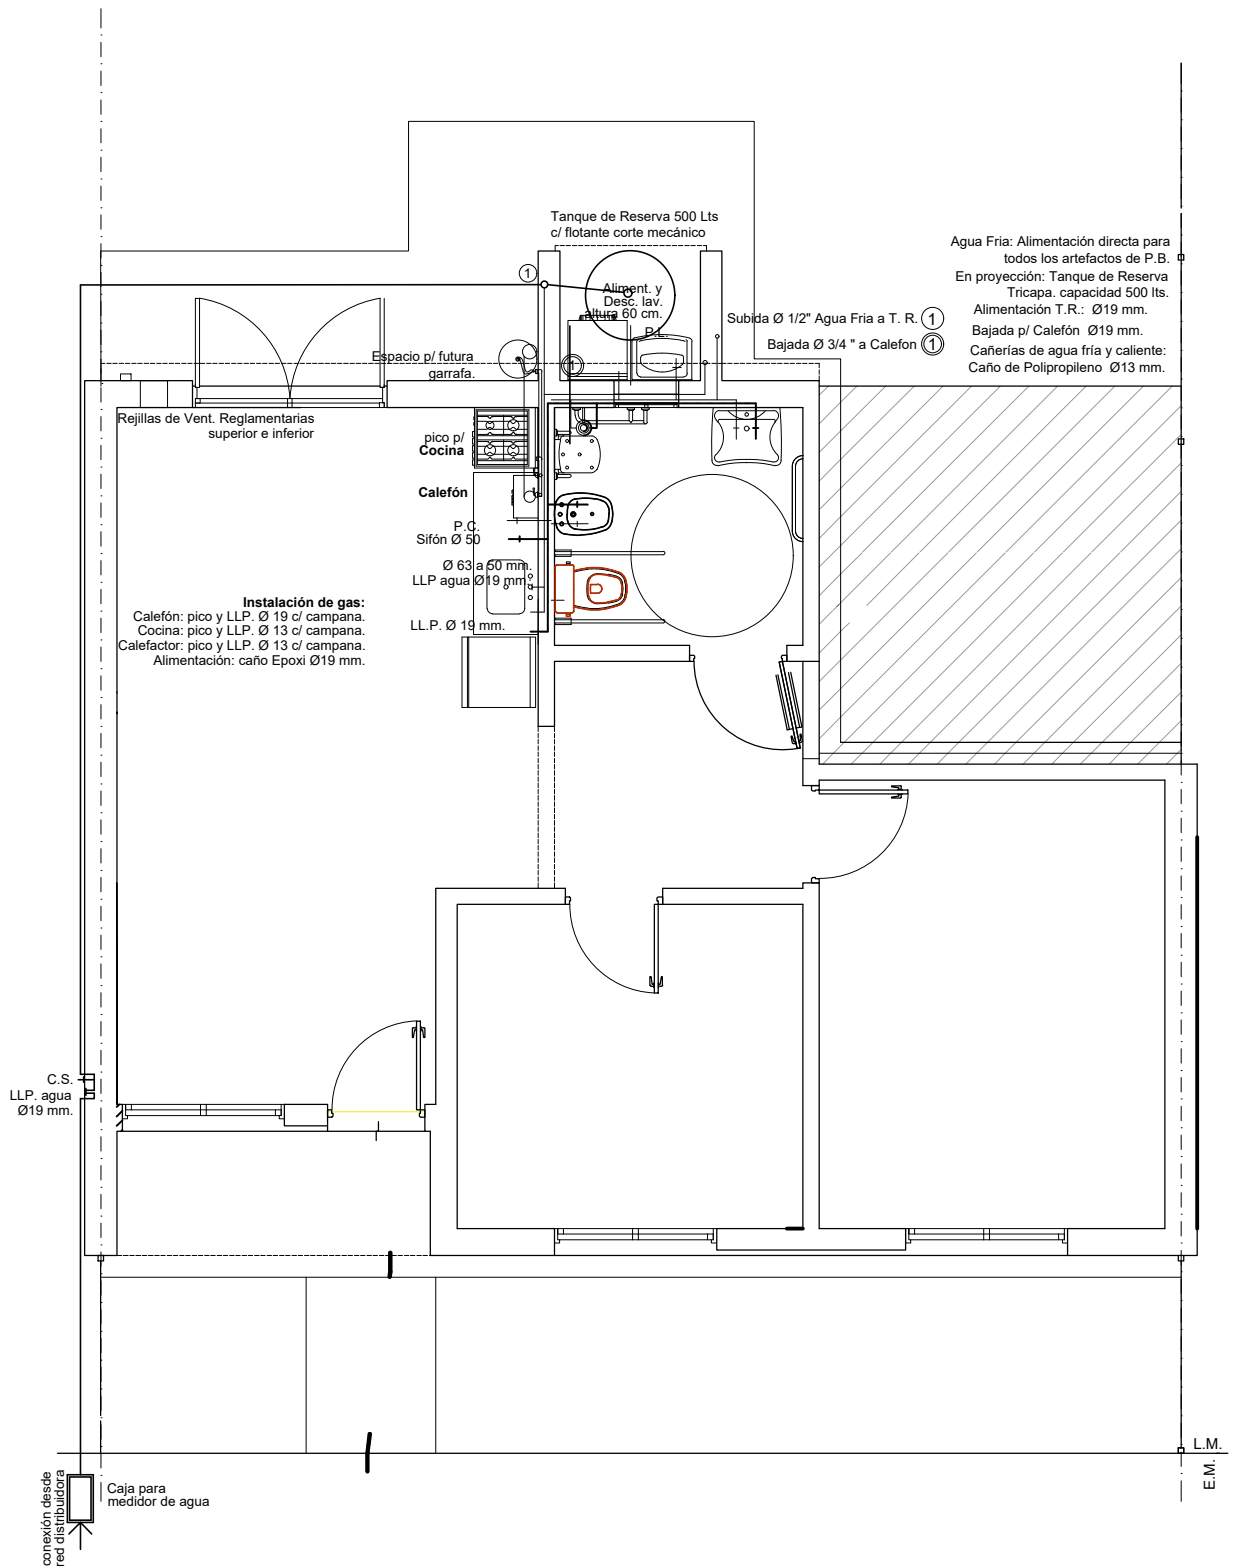 Tanque de Reserva 500 Lts
c/ flotante corte mecánico
Agua Fria: Alimentación directa para
todos los artefactos de P.B.
En proyección: Tanque de Reserva
Tricapa. capacidad 500 lts.
Alimentación T.R.: Ø19 mm.
Bajada p/ Calefón Ø19 mm.
Cañerías de agua fría y caliente:
Caño de Polipropileno Ø13 mm.
1
Aliment. y
Desc. lav.
altura 60 cm.
P.L.
Subida Ø 1/2" Agua Fria a T. R. 1
Bajada Ø 3/4 " a Calefon 1
Espacio p/ futura
garrafa.
1
Rejillas de Vent. Reglamentarias
superior e inferior
pico p/
Cocina
Calefón
P.C.
Sifón Ø 50
Ø 63 a 50 mm.
LLP agua Ø19 mm.
LL.P. Ø 19 mm.
Instalación de gas:
Calefón: pico y LLP. Ø 19 c/ campana.
Cocina: pico y LLP. Ø 13 c/ campana.
Calefactor: pico y LLP. Ø 13 c/ campana.
Alimentación: caño Epoxi Ø19 mm.
C.S.
LLP. agua
Ø19 mm.
L.M.
E.M.
Caja para
medidor de agua
conexión desde
red distribuidora